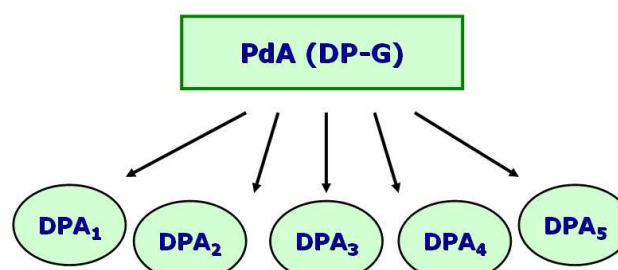 PdA (DP-G)
DPA₁
DPA₂
DPA₃
DPA₄
DPA₅